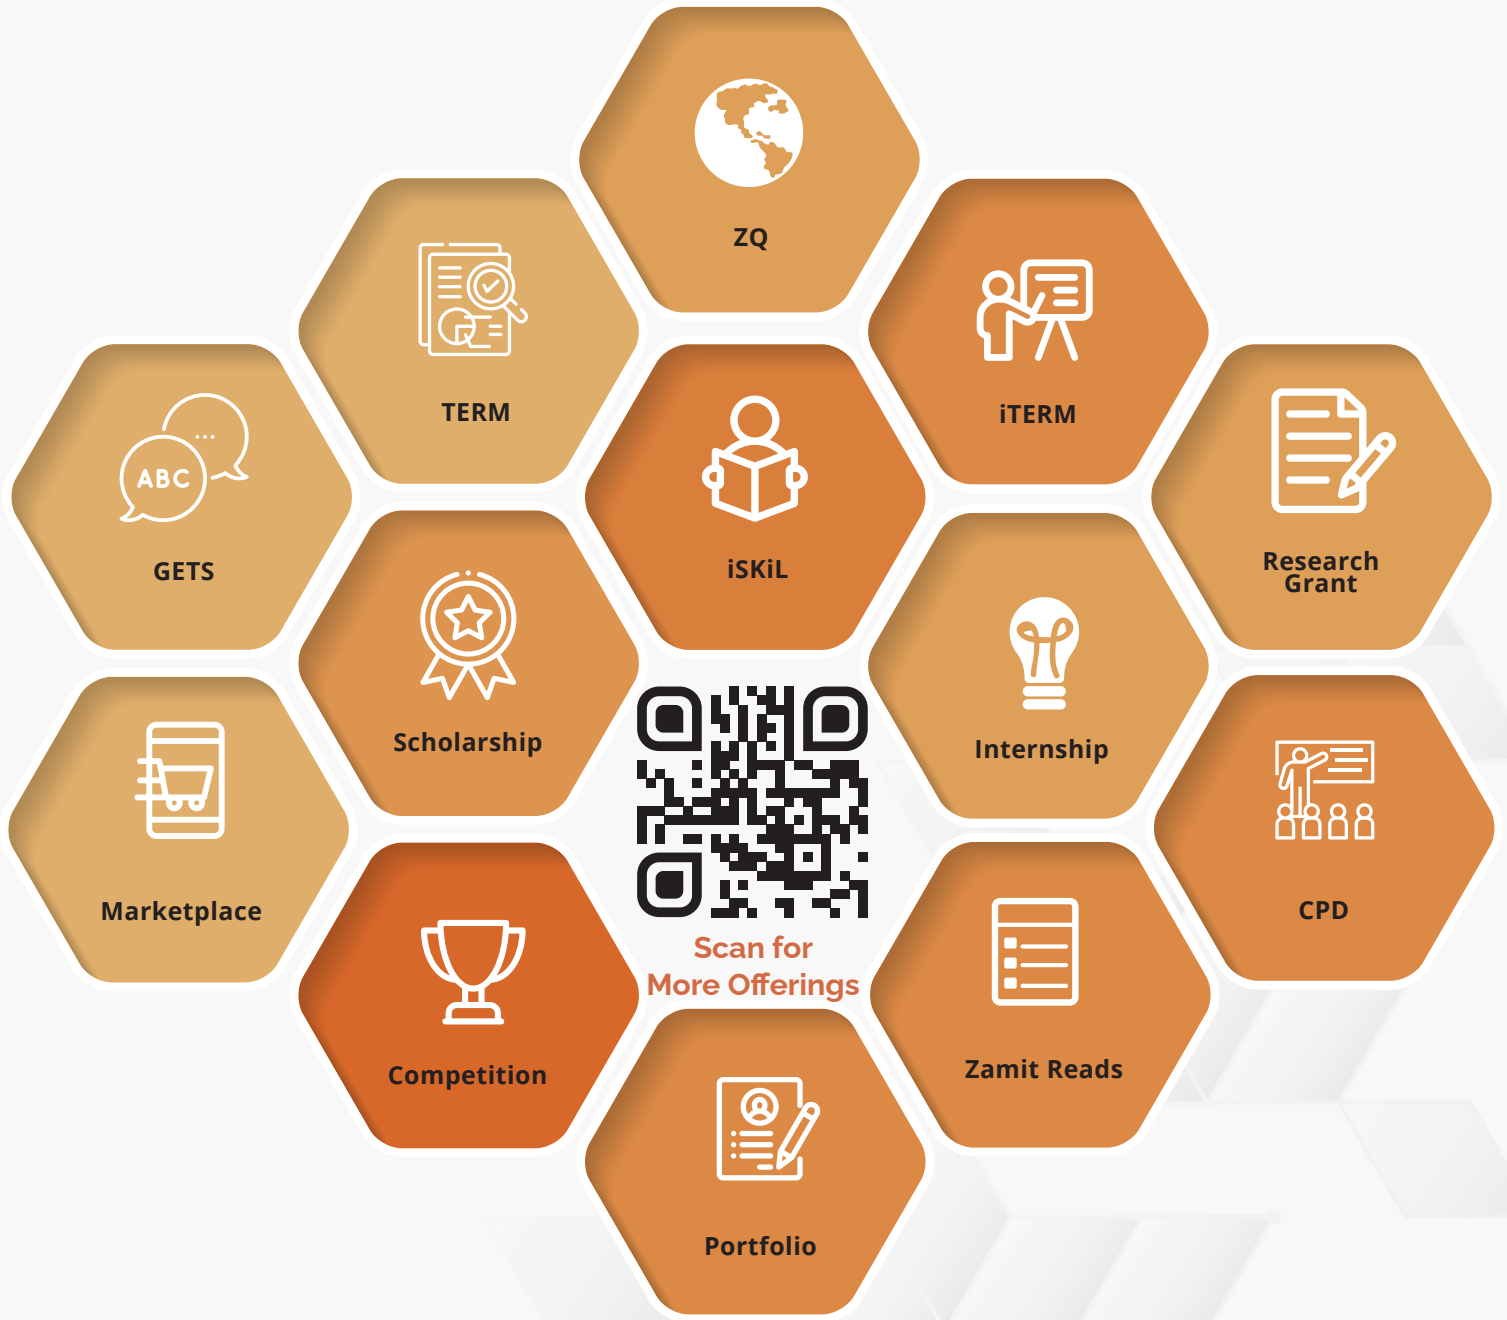 ZQ
TERM
iTERM
ABC
GETS
iSKiL
Research
Grant
Scholarship
Internship
Marketplace
CPD
Scan for
More Offerings
Competition
Zamit Reads
Portfolio